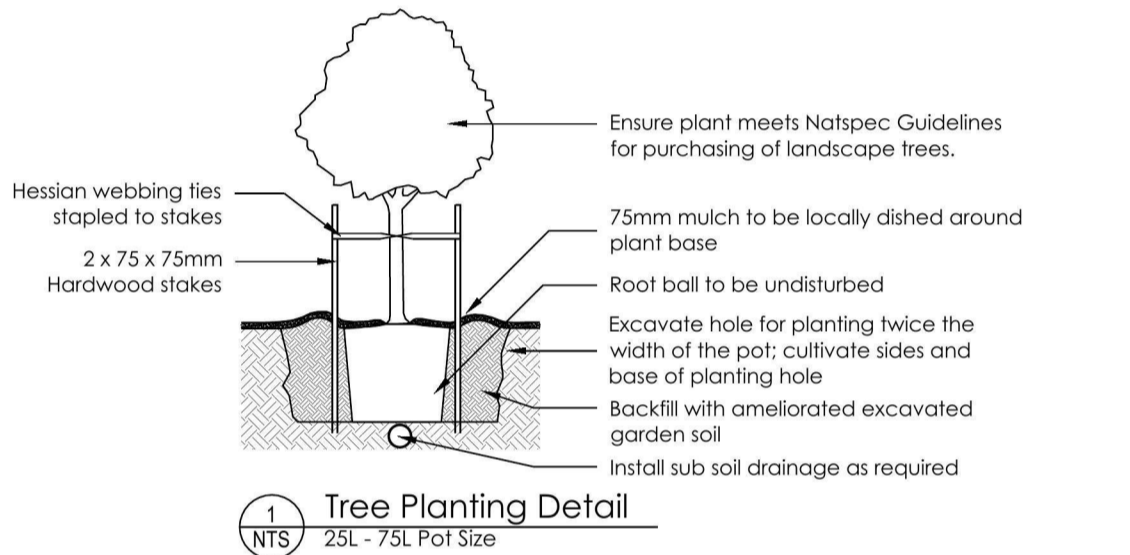 Ensure plant meets Natspec Guidelines
for purchasing of landscape trees.
Hessian webbing ties
stapled to stakes
2 x 75 x 75mm
Hardwood stakes
75mm mulch to be locally dished around
plant base
Root ball to be undisturbed
Excavate hole for planting twice the
width of the pot; cultivate sides and
base of planting hole
Backfill with ameliorated excavated
garden soil
Install sub soil drainage as required
1
NTS
Tree Planting Detail
25L - 75L Pot Size